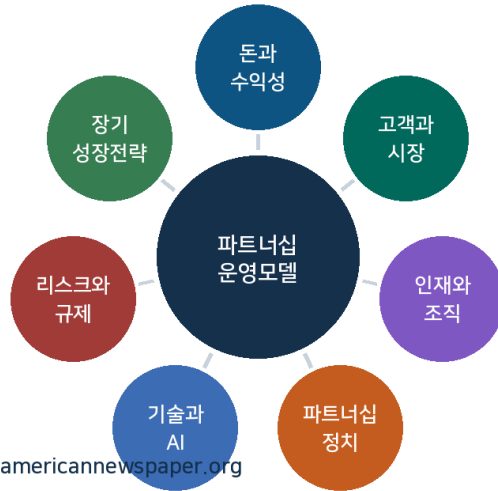 돈과
수익성
고객과
시장
인재와
조직
파트너십
정치
기술과
AI
리스크와
규제
장기
성장전략
파트너십
운영모델
americannewspaper.org